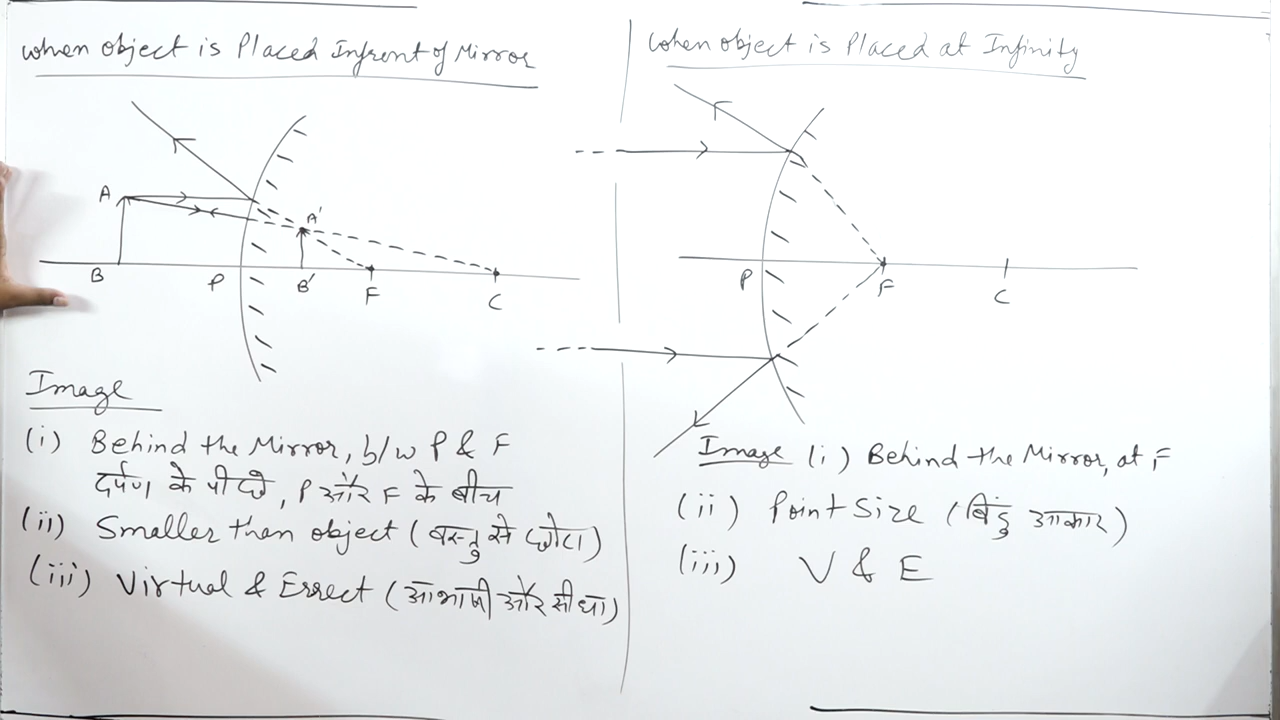 When object is Placed Infront of Mirror
A
A'
B
P
B'
F
C
Image
(i) Behind the Mirror, b/w P & F
दर्पण के पीछे, P और F के बीच
(ii) Smaller than object (वस्तु से छोटा)
(iii) Virtual & Errect (आभासी और सीधा)
When object is Placed at Infinity
P
F
C
Image (i) Behind the Mirror, at F
(ii) Point Size (बिंदु आकार)
(iii) V & E